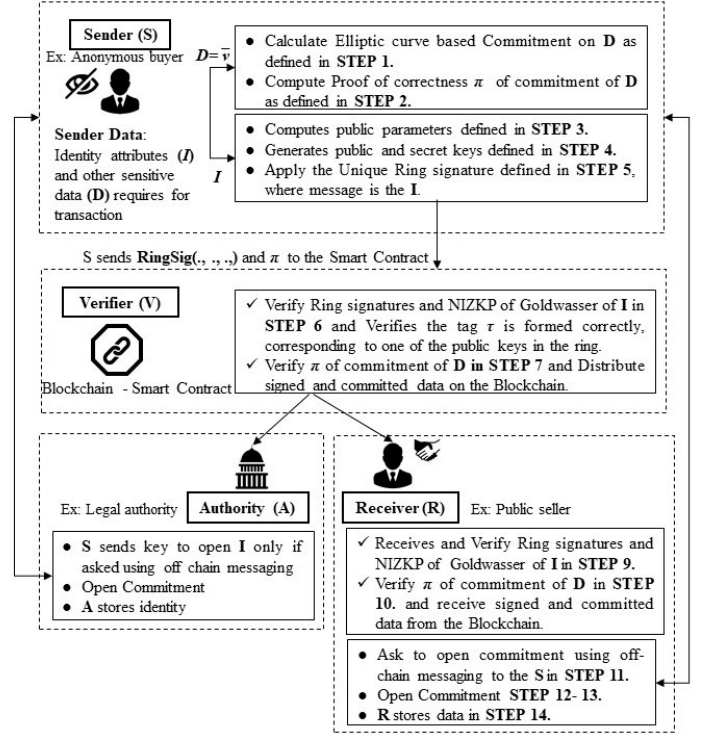 Sender (S)
Ex: Anonymous buyer
D= v̅
● Calculate Elliptic curve based Commitment on D as
defined in STEP 1.
● Compute Proof of correctness π of commitment of D
as defined in STEP 2.
Sender Data:
Identity attributes (I)
and other sensitive
data (D) requires for
transaction
I
● Computes public parameters defined in STEP 3.
● Generates public and secret keys defined in STEP 4.
● Apply the Unique Ring signature defined in STEP 5,
where message is the I.
S sends RingSig(., ., .,) and π to the Smart Contract
Verifier (V)
Blockchain - Smart Contract
✓ Verify Ring signatures and NIZKP of Goldwasser of I in
STEP 6 and Verifies the tag τ is formed correctly,
corresponding to one of the public keys in the ring.
✓ Verify π of commitment of D in STEP 7 and Distribute
signed and committed data on the Blockchain.
Ex: Legal authority
Authority (A)
● S sends key to open I only if
asked using off chain messaging
● Open Commitment
● A stores identity
Receiver (R)
Ex: Public seller
✓ Receives and Verify Ring signatures and
NIZKP of Goldwasser of I in STEP 9.
✓ Verify π of commitment of D in STEP
10. and receive signed and committed
data from the Blockchain.
● Ask to open commitment using off-
chain messaging to the S in STEP 11.
● Open Commitment STEP 12- 13.
● R stores data in STEP 14.